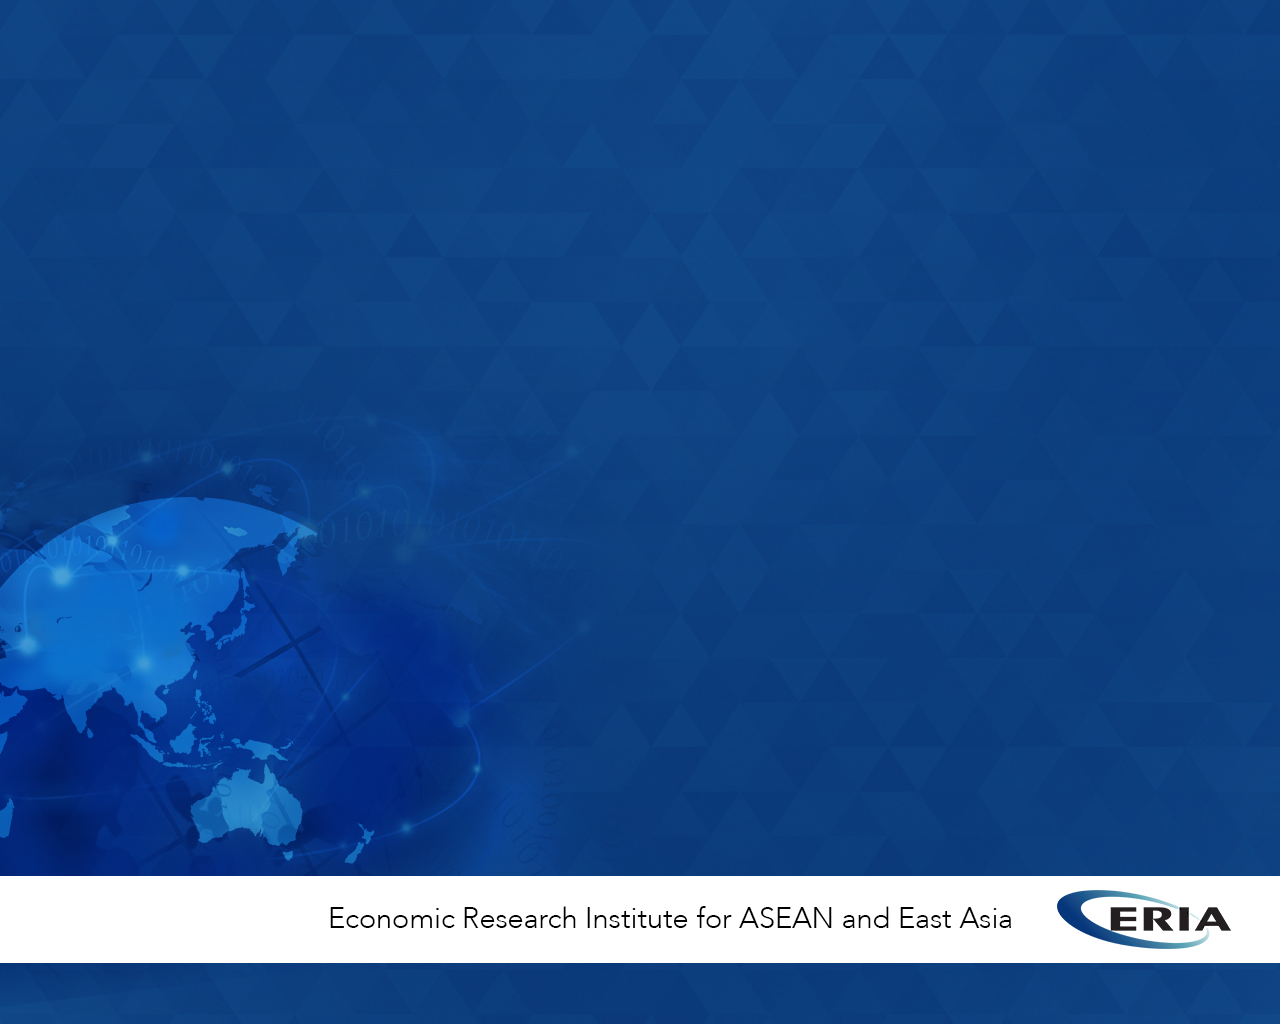 Economic Research Institute for ASEAN and East Asia
ERIA